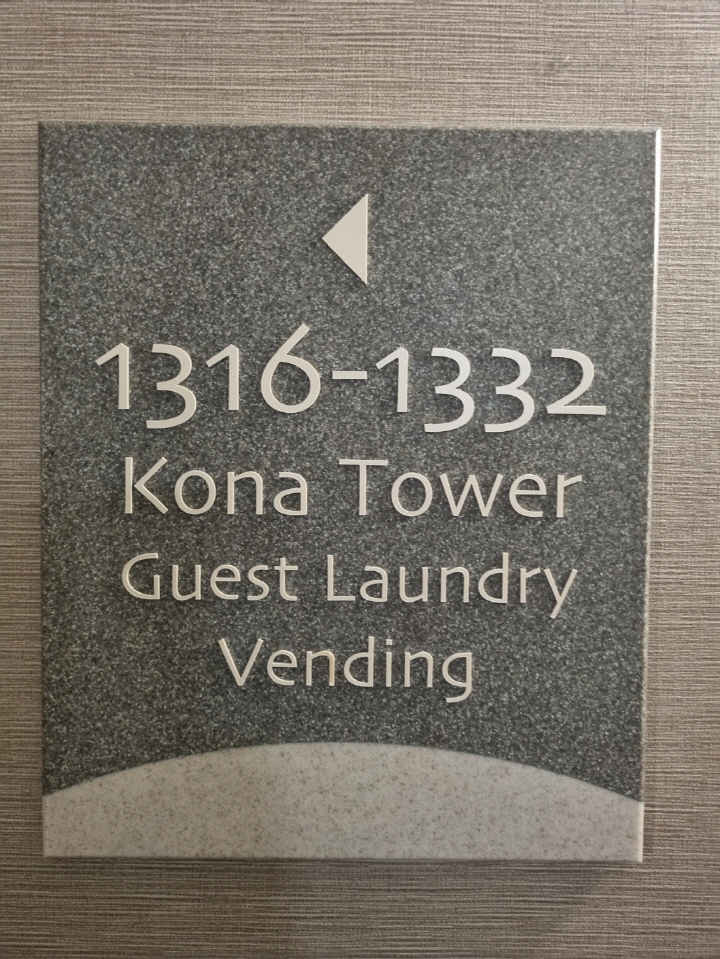 1316-1332
Kona Tower
Guest Laundry
Vending